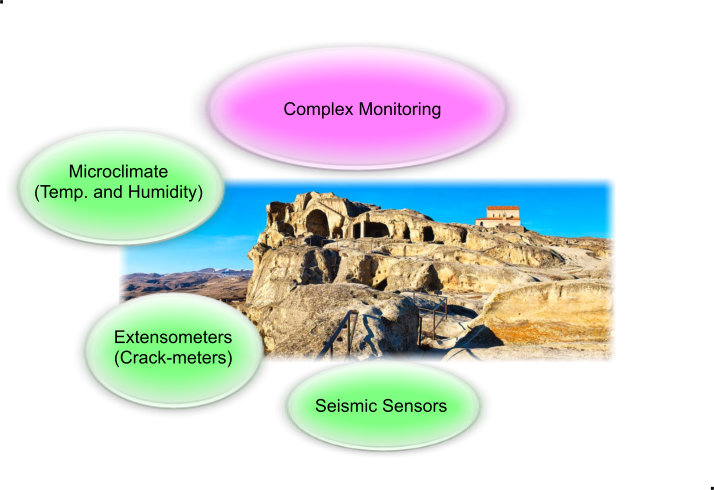 Complex Monitoring
Microclimate
(Temp. and Humidity)
Extensometers
(Crack-meters)
Seismic Sensors